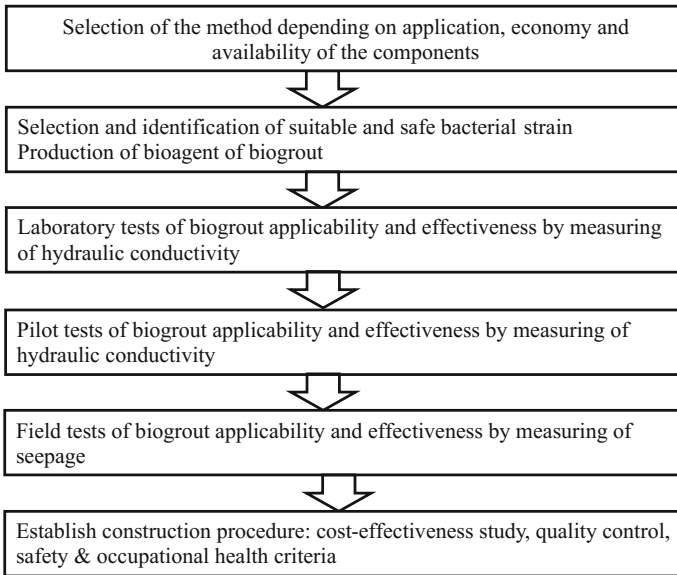 Selection of the method depending on application, economy and
availability of the components
Selection and identification of suitable and safe bacterial strain
Production of bioagent of biogrout
Laboratory tests of biogrout applicability and effectiveness by measuring
of hydraulic conductivity
Pilot tests of biogrout applicability and effectiveness by measuring of
hydraulic conductivity
Field tests of biogrout applicability and effectiveness by measuring of
seepage
Establish construction procedure: cost-effectiveness study, quality control,
safety & occupational health criteria